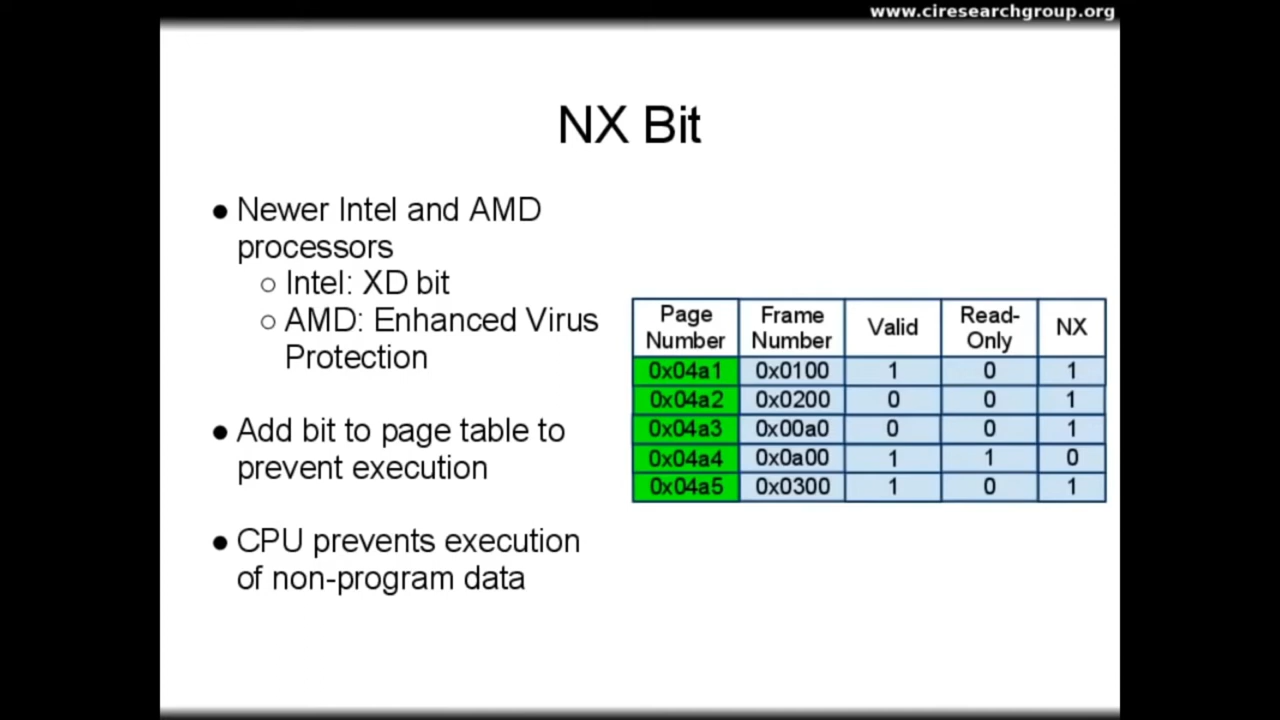 www.ciresearchgroup.org
NX Bit
● Newer Intel and AMD
processors
○ Intel: XD bit
○ AMD: Enhanced Virus
Protection
● Add bit to page table to
prevent execution
● CPU prevents execution
of non-program data
Page Number Frame Number Valid Read-Only NX
0x04a1 0x0100 1 0 1
0x04a2 0x0200 0 0 1
0x04a3 0x00a0 0 0 1
0x04a4 0x0a00 1 1 0
0x04a5 0x0300 1 0 1